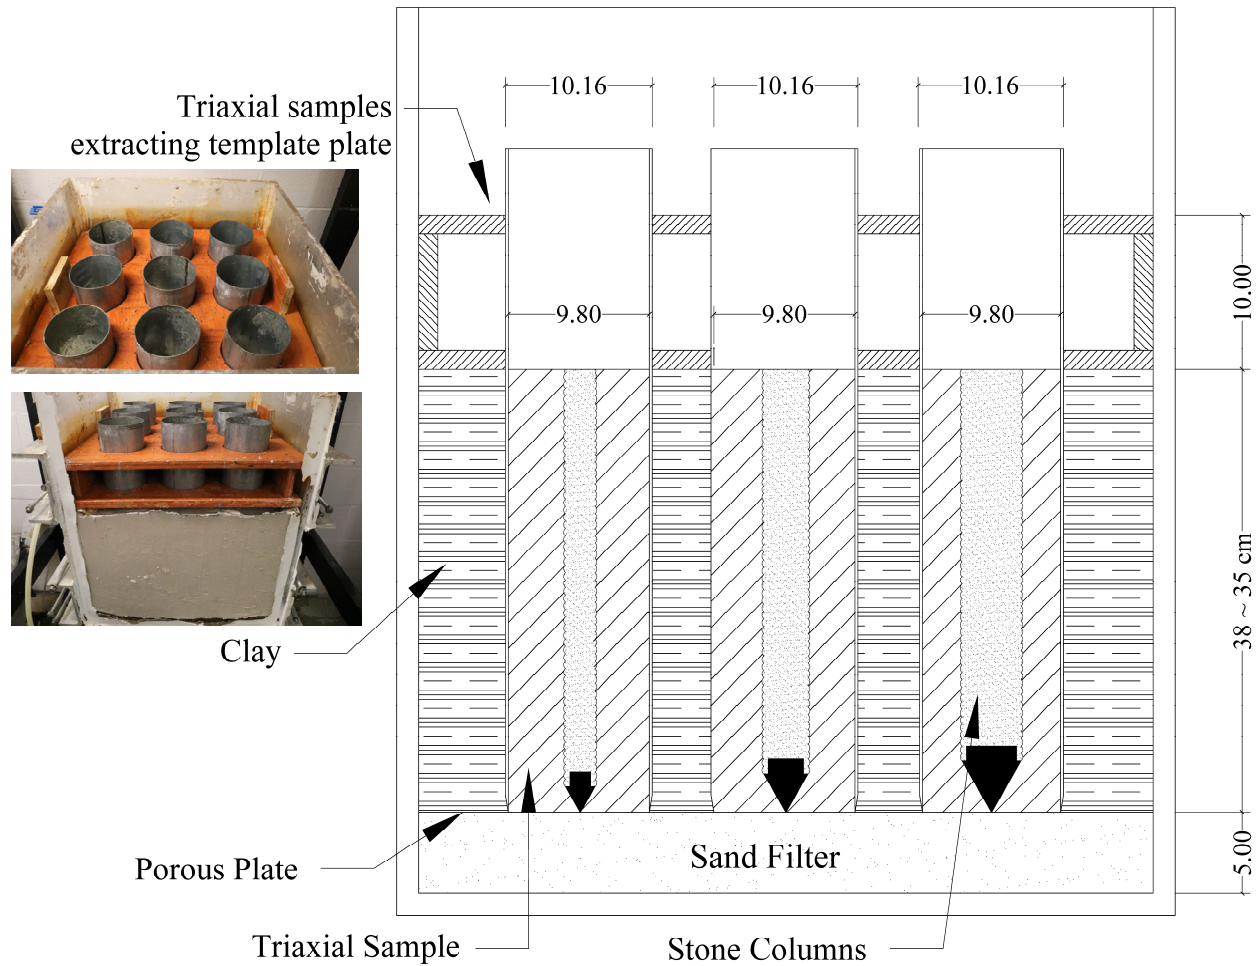 10.16
10.16
10.16
Triaxial samples
extracting template plate
10.00
9.80
9.80
9.80
38 ~ 35 cm
Clay
5.00
Sand Filter
Porous Plate
Triaxial Sample
Stone Columns